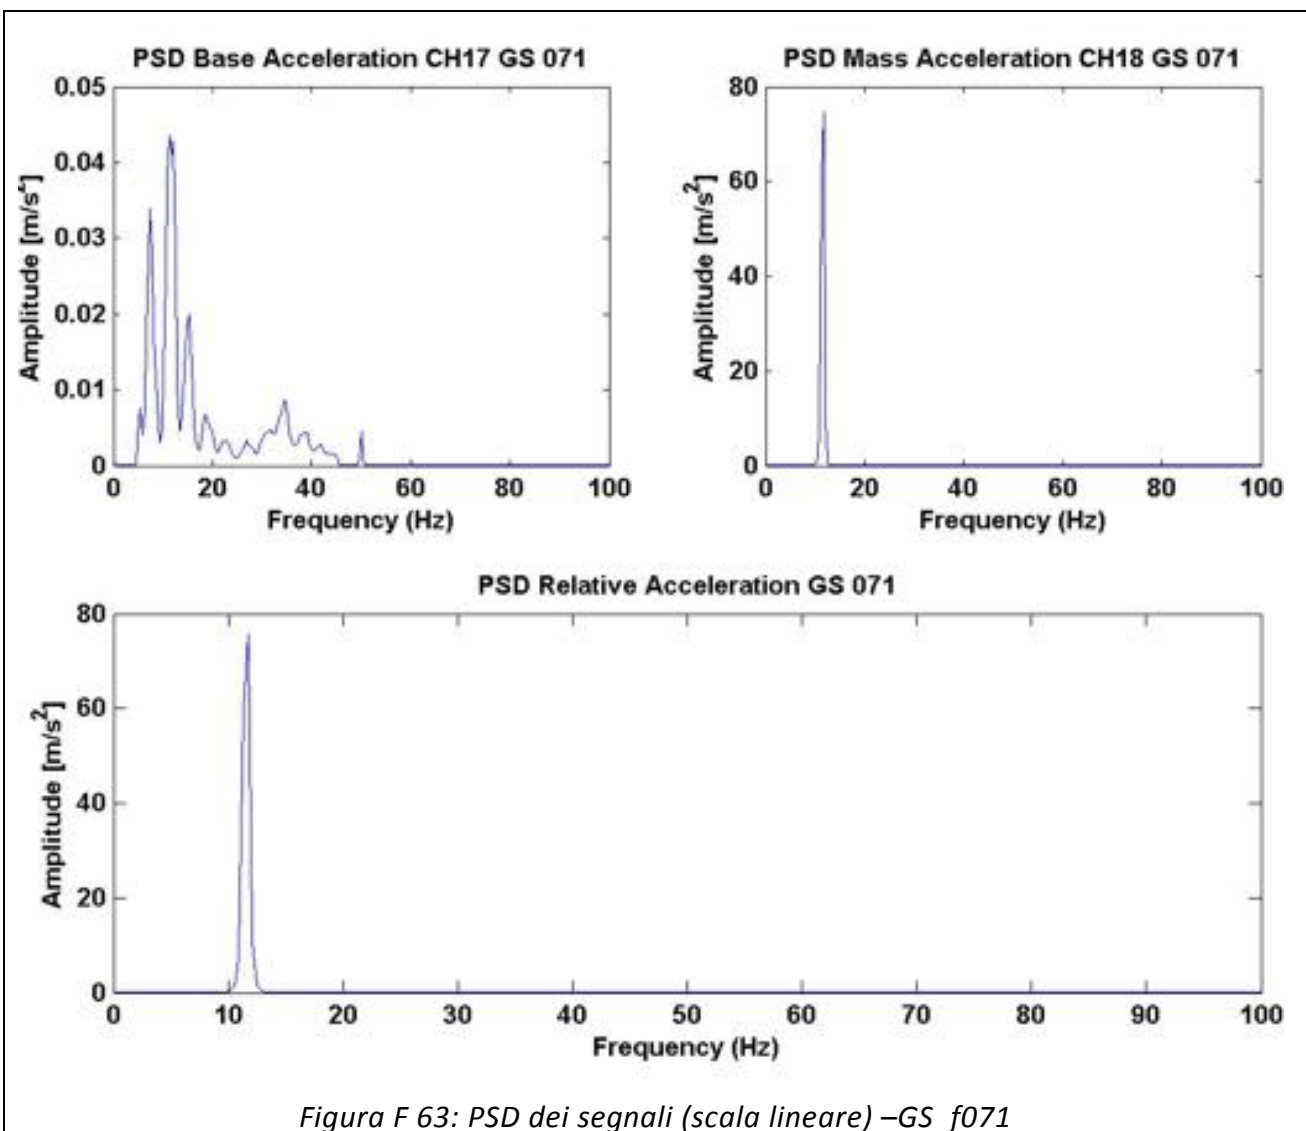 PSD Base Acceleration CH17 GS 071
0.05
0.04
0.03
0.02
0.01
0
Amplitude [m/s²]
0 20 40 60 80 100
Frequency (Hz)
PSD Mass Acceleration CH18 GS 071
80
60
40
20
0
Amplitude [m/s²]
0 20 40 60 80 100
Frequency (Hz)
PSD Relative Acceleration GS 071
80
60
40
20
0
Amplitude [m/s²]
0 10 20 30 40 50 60 70 80 90 100
Frequency (Hz)
Figura F 63: PSD dei segnali (scala lineare) –GS_f071